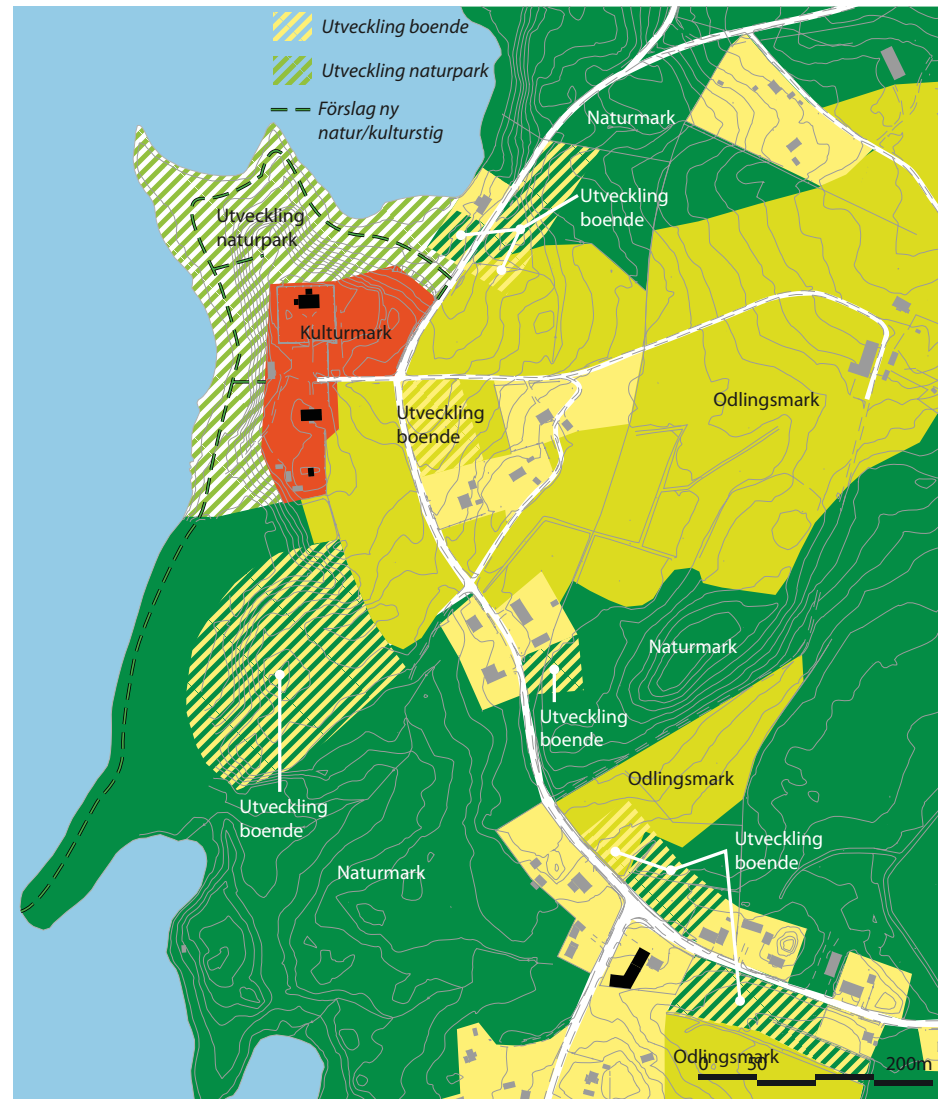 Utveckling boende
Utveckling naturpark
Förslag ny
natur/kulturstig
Naturmark
Utveckling
boende
Utveckling
naturpark
Kulturmark
Utveckling
boende
Odlingsmark
Naturmark
Utveckling
boende
Odlingsmark
Utveckling
boende
Utveckling
boende
Naturmark
Odlingsmark
0 50 200m